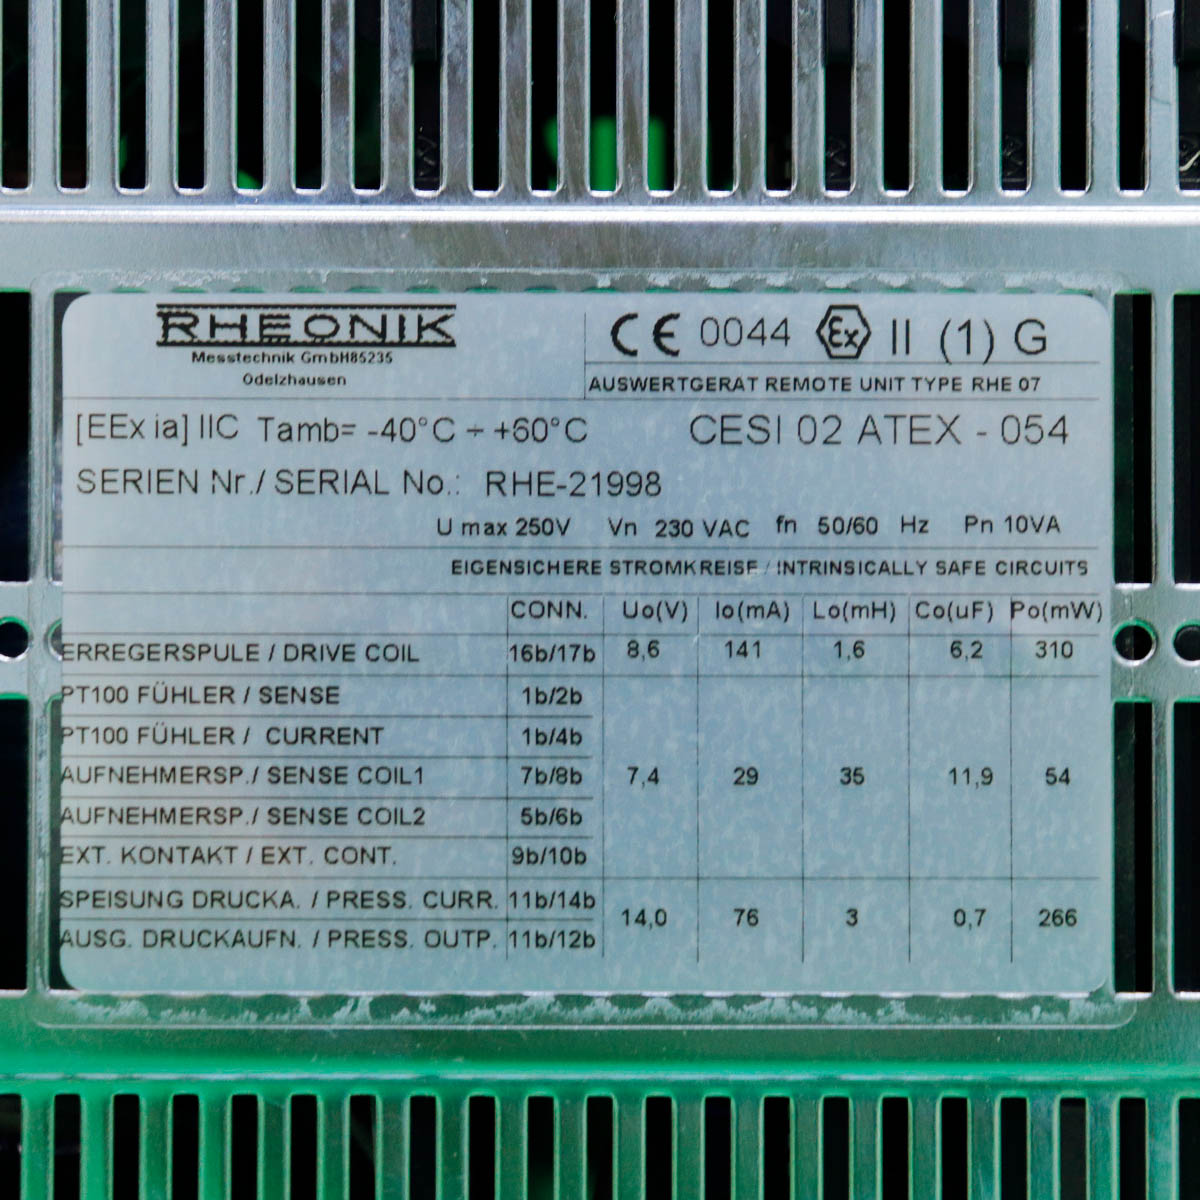 RHEONIK
Messtechnik GmbH85235
Odelzhausen
CE 0044 Ex II (1) G
AUSWERTGERAT REMOTE UNIT TYPE RHE 07
[EEx ia] IIC Tamb= -40°C ÷ +60°C CESI 02 ATEX - 054
SERIEN Nr./ SERIAL No.: RHE-21998
U max 250V Vn 230 VAC fn 50/60 Hz Pn 10VA
EIGENSICHERE STROMKREISE / INTRINSICALLY SAFE CIRCUITS
CONN. Uo(V) Io(mA) Lo(mH) Co(uF) Po(mW)
ERREGERSPULE / DRIVE COIL 16b/17b 8,6 141 1,6 6,2 310
PT100 FÜHLER / SENSE 1b/2b
PT100 FÜHLER / CURRENT 1b/4b
AUFNEHMERSP./ SENSE COIL1 7b/8b 7,4 29 35 11,9 54
AUFNEHMERSP./ SENSE COIL2 5b/6b
EXT. KONTAKT / EXT. CONT. 9b/10b
SPEISUNG DRUCKA. / PRESS. CURR. 11b/14b
14,0 76 3 0,7 266
AUSG. DRUCKAUFN. / PRESS. OUTP. 11b/12b